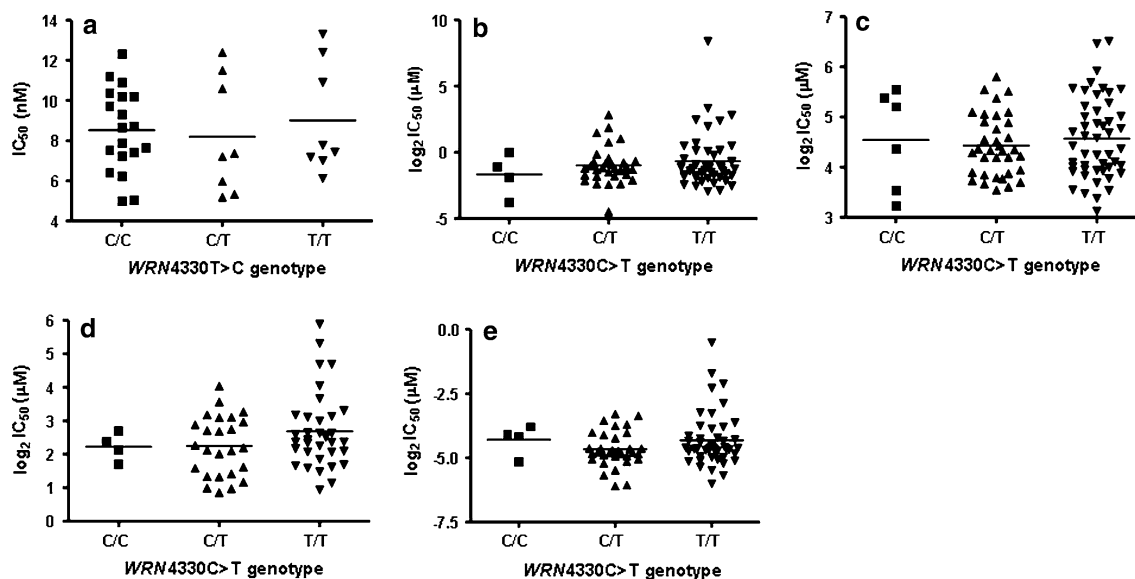 a
14
12
10
8
6
4
IC50 (nM)
C/C C/T T/T
WRN4330T>C genotype
b
10
5
0
-5
log2 IC50 (μM)
C/C C/T T/T
WRN4330C>T genotype
c
7
6
5
4
3
log2 IC50 (μM)
C/C C/T T/T
WRN4330C>T genotype
d
6
5
4
3
2
1
0
log2 IC50 (μM)
C/C C/T T/T
WRN4330C>T genotype
e
0.0
-2.5
-5.0
-7.5
log2 IC50 (μM)
C/C C/T T/T
WRN4330C>T genotype